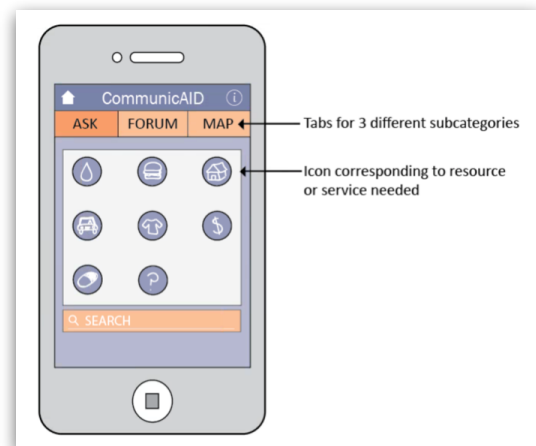 CommunicAID
ASK FORUM MAP
Tabs for 3 different subcategories
Icon corresponding to resource
or service needed
$
?
SEARCH